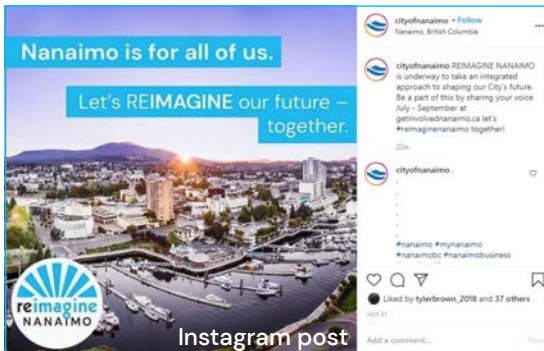 Nanaimo is for all of us.
Let's REIMAGINE our future –
together.
reimagine
NANAIMO
Instagram post
cityofnanaimo • Follow
Nanaimo, British Columbia
cityofnanaimo REIMAGINE NANAIMO
is underway to take an integrated
approach to shaping our City's future.
Be a part of this by sharing your voice
July - September at
getinvolvednanaimo.ca let's
#reimaginenanaimo together!
22w
cityofnanaimo .
.
.
.
.
.
#nanaimo #mynanaimo
#nanaimobc #nanaimobusiness
Liked by tylerbrown_2018 and 37 others
JULY 21
Add a comment...
Post